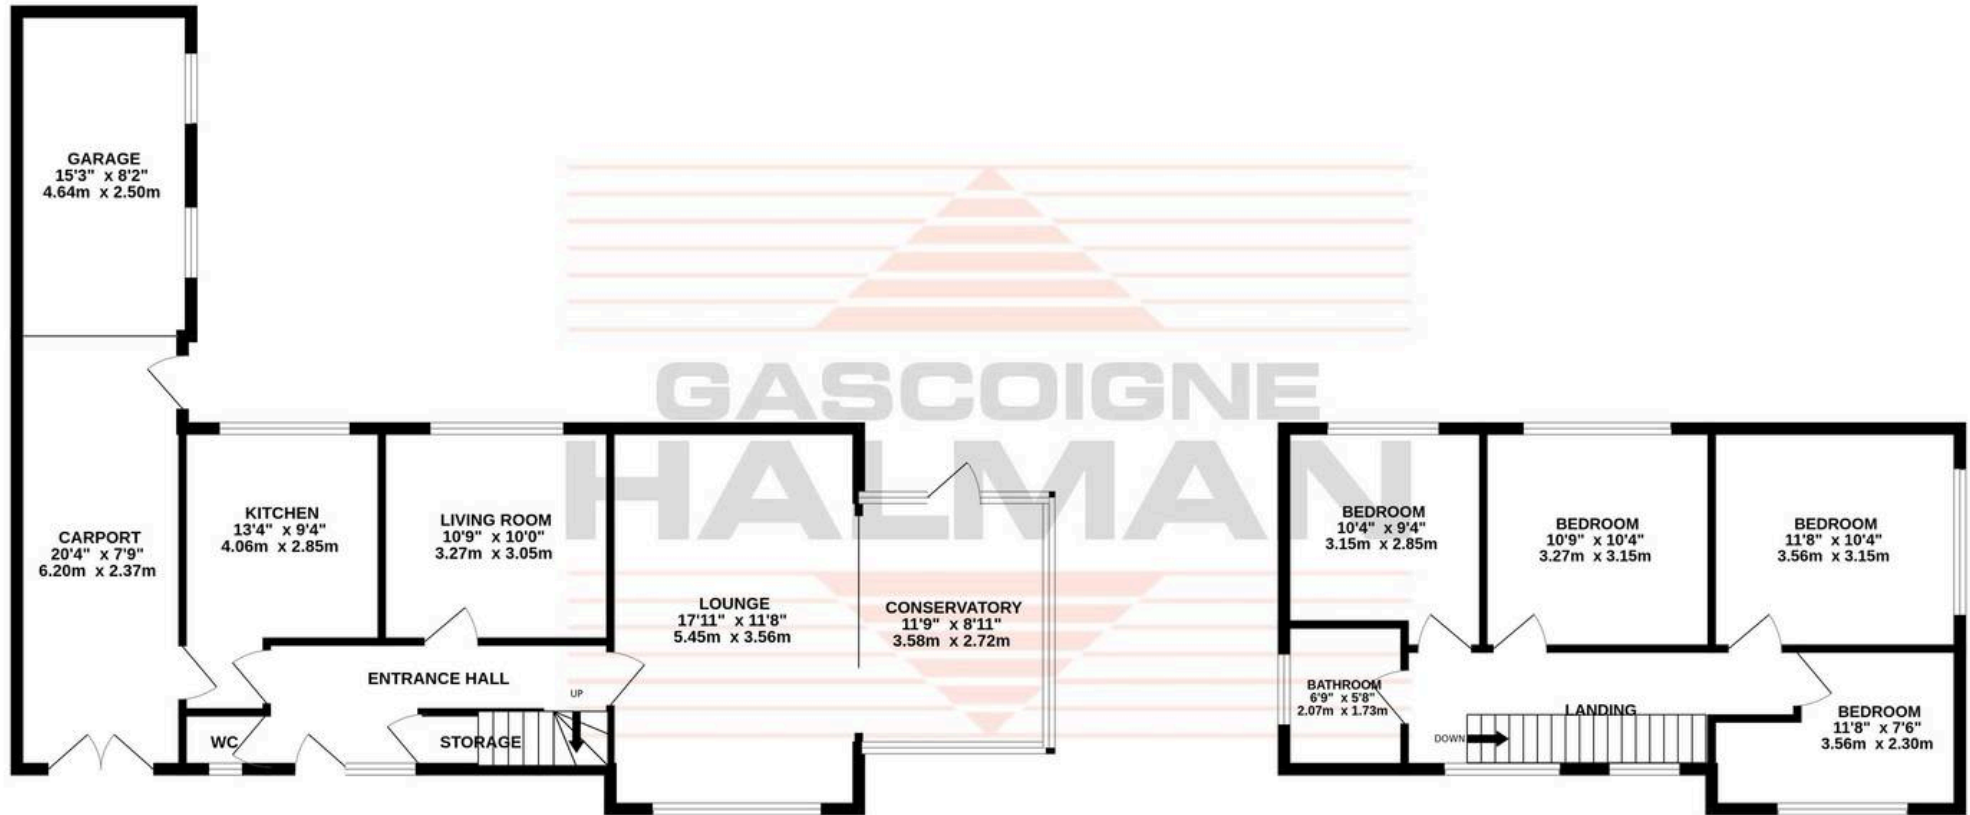 GARAGE
15'3" x 8'2"
4.64m x 2.50m
CARPORT
20'4" x 7'9"
6.20m x 2.37m
KITCHEN
13'4" x 9'4"
4.06m x 2.85m
LIVING ROOM
10'9" x 10'0"
3.27m x 3.05m
LOUNGE
17'11" x 11'8"
5.45m x 3.56m
CONSERVATORY
11'9" x 8'11"
3.58m x 2.72m
ENTRANCE HALL
UP
WC
STORAGE
GASCOIGNE
HALMAN
BEDROOM
10'4" x 9'4"
3.15m x 2.85m
BEDROOM
10'9" x 10'4"
3.27m x 3.15m
BEDROOM
11'8" x 10'4"
3.56m x 3.15m
BATHROOM
6'9" x 5'8"
2.07m x 1.73m
LANDING
DOWN
BEDROOM
11'8" x 7'6"
3.56m x 2.30m